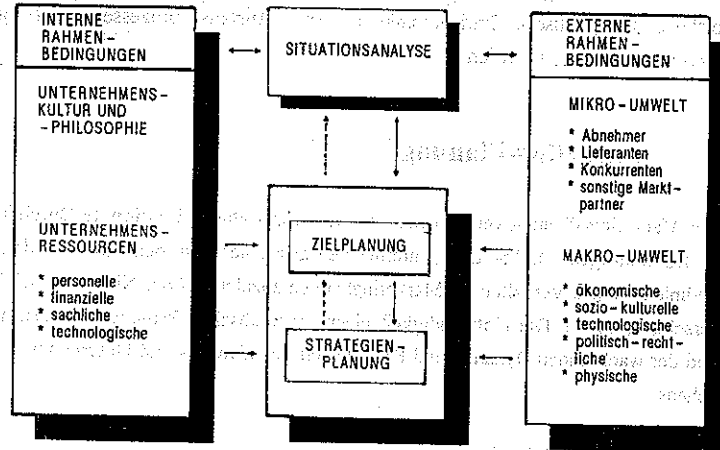 INTERNE
RAHMEN-
BEDINGUNGEN
UNTERNEHMENS-
KULTUR UND
-PHILOSOPHIE
UNTERNEHMENS-
RESSOURCEN
* personelle
* finanzielle
* sachliche
* technologische
SITUATIONSANALYSE
ZIELPLANUNG
STRATEGIEN-
PLANUNG
EXTERNE
RAHMEN-
BEDINGUNGEN
MIKRO-UMWELT
* Abnehmer
* Lieferanten
* Konkurrenten
* sonstige Markt-
partner
MAKRO-UMWELT
* ökonomische
* sozio-kulturelle
* technologische
* politisch-recht-
liche
* physische